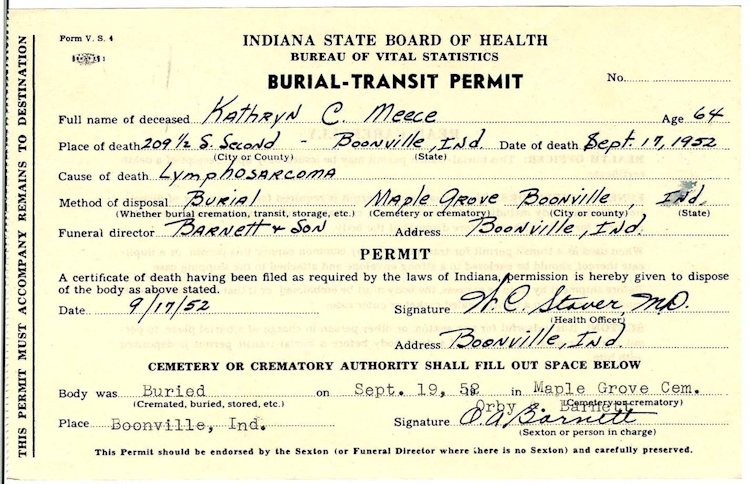 THIS PERMIT MUST ACCOMPANY REMAINS TO DESTINATION
Form V. S. 4
INDIANA STATE BOARD OF HEALTH
BUREAU OF VITAL STATISTICS
BURIAL-TRANSIT PERMIT
No.
Full name of deceased Kathryn C. Meece Age 64
Place of death 209 1/2 S. Second - Boonville, Ind. Date of death Sept. 17, 1952
(City or County) (State)
Cause of death Lymphosarcoma
Method of disposal Burial Maple Grove Boonville, Ind.
(Whether burial cremation, transit, storage, etc.) (Cemetery or crematory) (City or county) (State)
Funeral director Barnett & Son Address Boonville, Ind.
PERMIT
A certificate of death having been filed as required by the laws of Indiana, permission is hereby given to dispose
of the body as above stated.
Date 9/17/52 Signature W. C. Stover, M.D.
(Health Officer)
Address Boonville, Ind.
CEMETERY OR CREMATORY AUTHORITY SHALL FILL OUT SPACE BELOW
Body was Buried on Sept. 19, 52 in Maple Grove Cem.
(Cremated, buried, stored, etc.) (Cemetery or crematory)
Orby Barnett
Place Boonville, Ind. Signature O.A. Barnett
(Sexton or person in charge)
This Permit should be endorsed by the Sexton (or Funeral Director where there is no Sexton) and carefully preserved.